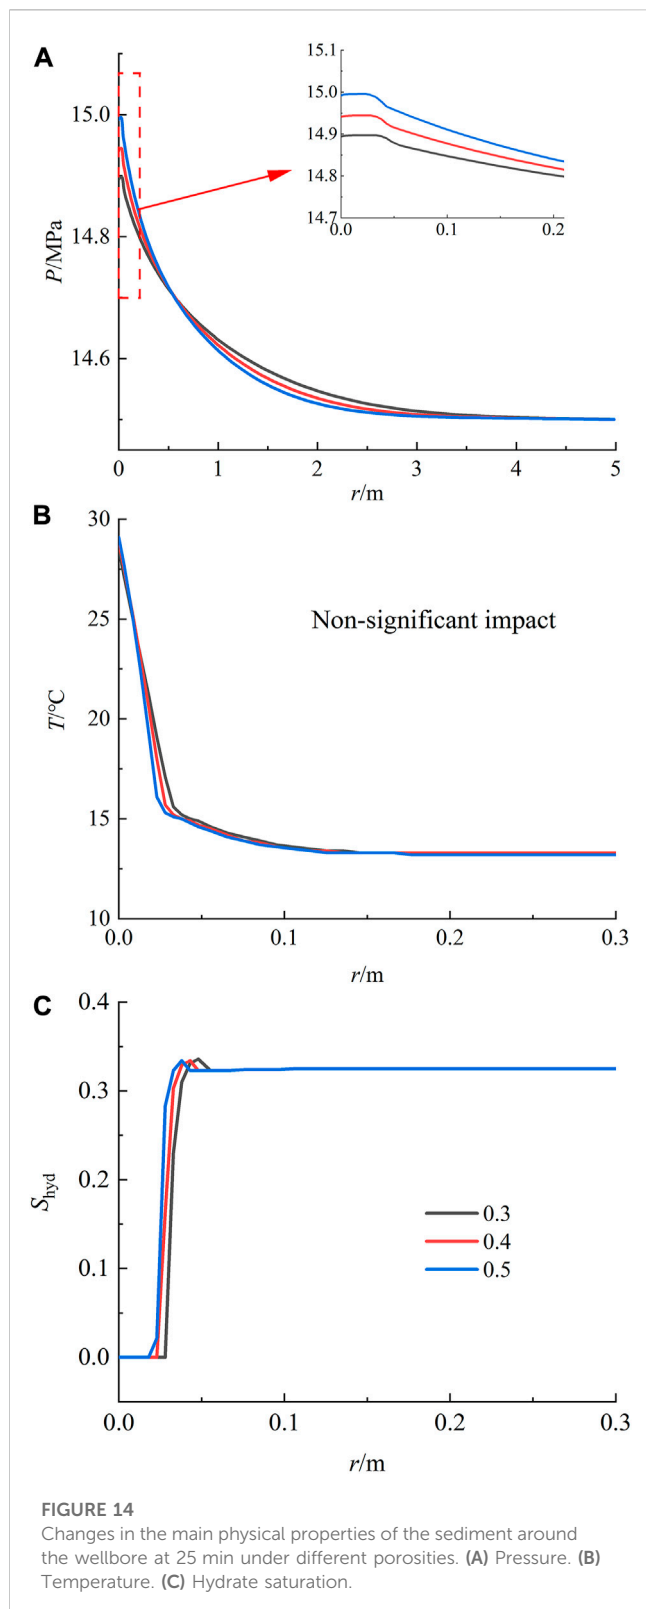 A
15.1
15.0
14.9
14.8
14.7
0.0 0.1 0.2
15.0
14.8
14.6
P/MPa
0 1 2 3 4 5
r/m
B
30
25
20
15
10
T/°C
Non-significant impact
0.0 0.1 0.2 0.3
r/m
C
0.4
0.3
0.2
0.1
0.0
Shyd
0.3
0.4
0.5
0.0 0.1 0.2 0.3
r/m
FIGURE 14
Changes in the main physical properties of the sediment around
the wellbore at 25 min under different porosities. (A) Pressure. (B)
Temperature. (C) Hydrate saturation.